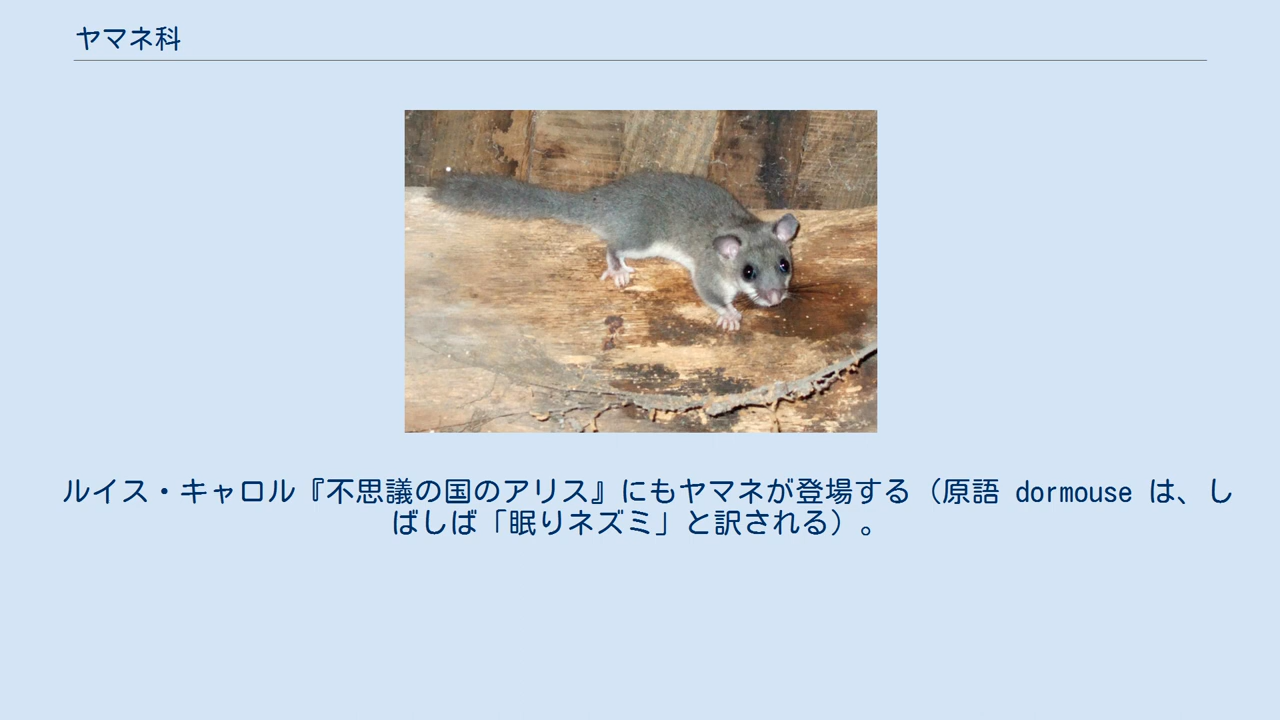 ヤマネ科
ルイス・キャロル『不思議の国のアリス』にもヤマネが登場する（原語 dormouse は、し
ばしば「眠りネズミ」と訳される）。